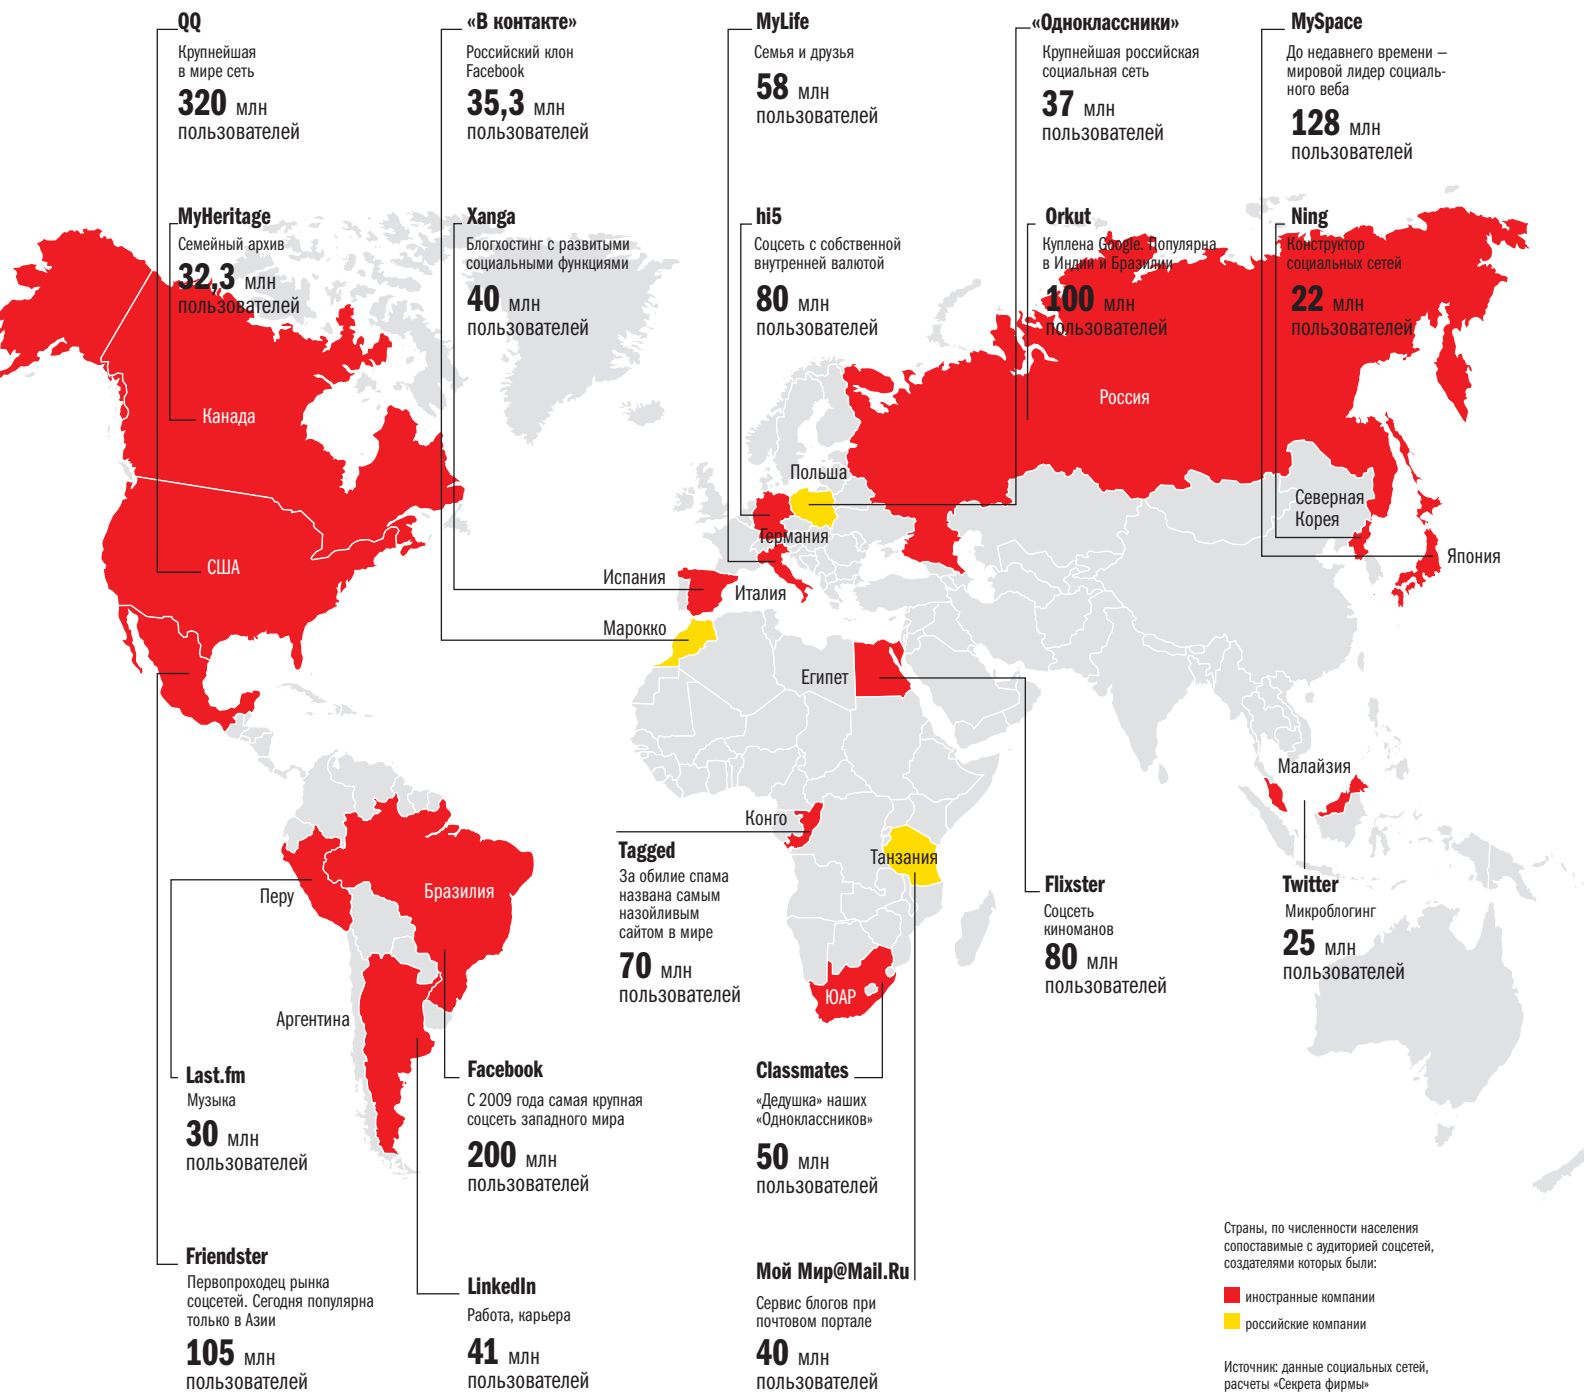 QQ
Крупнейшая
в мире сеть
320 млн
пользователей
«В контакте»
Российский клон
Facebook
35,3 млн
пользователей
MyLife
Семья и друзья
58 млн
пользователей
«Одноклассники»
Крупнейшая российская
социальная сеть
37 млн
пользователей
MySpace
До недавнего времени —
мировой лидер социаль-
ного веба
128 млн
пользователей
MyHeritage
Семейный архив
32,3 млн
пользователей
Xanga
Блогхостинг с развитыми
социальными функциями
40 млн
пользователей
hi5
Соцсеть с собственной
внутренней валютой
80 млн
пользователей
Orkut
Куплена Google. Популярна
в Индии и Бразилии
100 млн
пользователей
Ning
Конструктор
социальных сетей
22 млн
пользователей
Канада
Россия
Польша
Северная
Корея
Германия
Япония
США
Испания
Италия
Марокко
Египет
Малайзия
Конго
Танзания
Перу
Бразилия
ЮАР
Аргентина
Tagged
За обилие спама
названа самым
назойливым
сайтом в мире
70 млн
пользователей
Flixster
Соцсеть
киноманов
80 млн
пользователей
Twitter
Микроблогинг
25 млн
пользователей
Last.fm
Музыка
30 млн
пользователей
Facebook
С 2009 года самая крупная
соцсеть западного мира
200 млн
пользователей
Classmates
«Дедушка» наших
«Одноклассников»
50 млн
пользователей
Friendster
Первопроходец рынка
соцсетей. Сегодня популярна
только в Азии
105 млн
пользователей
LinkedIn
Работа, карьера
41 млн
пользователей
Мой Мир@Mail.Ru
Сервис блогов при
почтовом портале
40 млн
пользователей
Страны, по численности населения
сопоставимые с аудиторией соцсетей,
создателями которых были:
иностранные компании
российские компании
Источник: данные социальных сетей,
расчеты «Секрета фирмы»